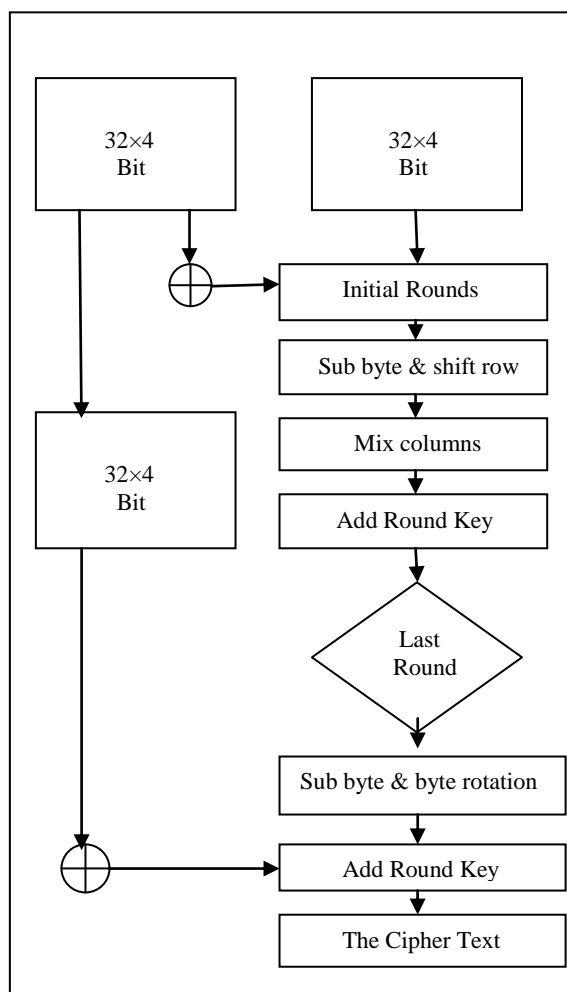 32×4
Bit
32×4
Bit
Initial Rounds
Sub byte & shift row
Mix columns
32×4
Bit
Add Round Key
Last
Round
Sub byte & byte rotation
Add Round Key
The Cipher Text